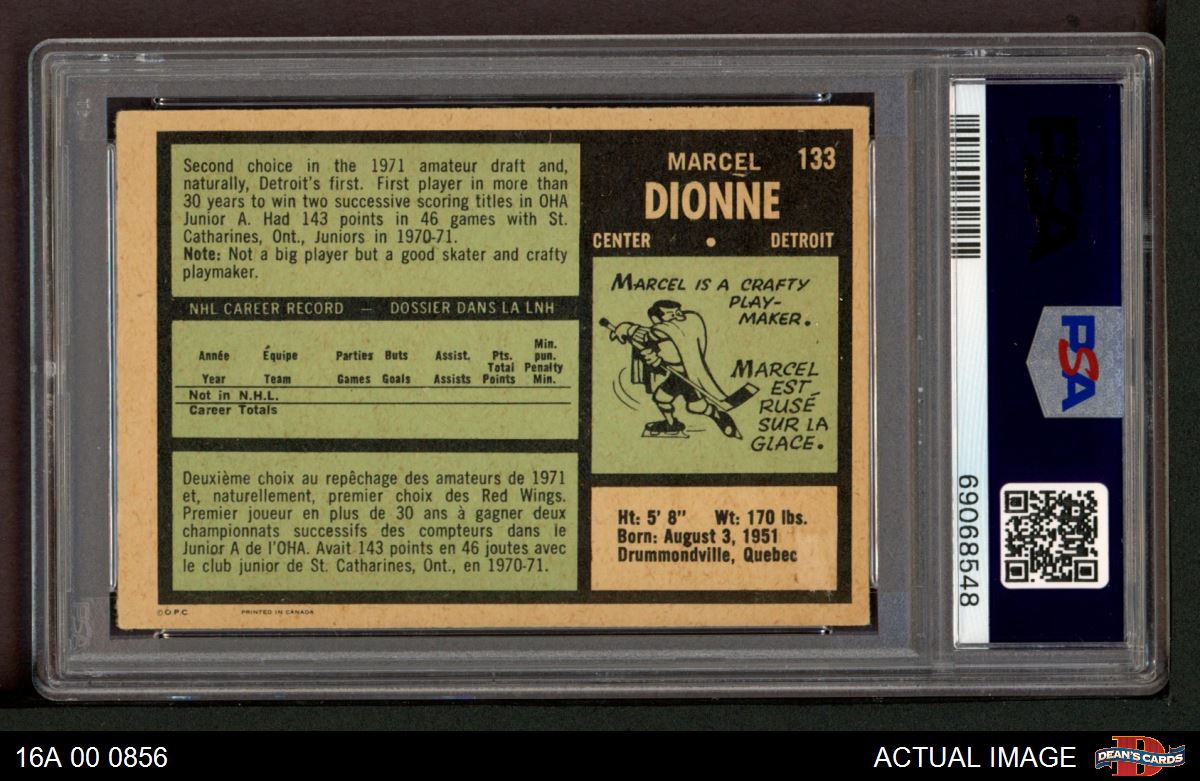 Second choice in the 1971 amateur draft and,
naturally, Detroit's first. First player in more than
30 years to win two successive scoring titles in OHA
Junior A. Had 143 points in 46 games with St.
Catharines, Ont., Juniors in 1970-71.
Note: Not a big player but a good skater and crafty
playmaker.
NHL CAREER RECORD — DOSSIER DANS LA LNH
Année Équipe Parties Buts Assist. Pts. Total Min. pun. Penalty
Year Team Games Goals Assists Points Min.
Not in N.H.L.
Career Totals
Deuxième choix au repêchage des amateurs de 1971
et, naturellement, premier choix des Red Wings.
Premier joueur en plus de 30 ans à gagner deux
championnats successifs des compteurs dans le
Junior A de l'OHA. Avait 143 points en 46 joutes avec
le club junior de St. Catharines, Ont., en 1970-71.
©O.P.C. PRINTED IN CANADA
MARCEL 133
DIONNE
CENTER • DETROIT
MARCEL IS A CRAFTY
PLAY-
MAKER.
MARCEL
EST
RUSÉ
SUR LA
GLACE.
Ht: 5' 8" Wt: 170 lbs.
Born: August 3, 1951
Drummondville, Quebec
PSA
PSA
69068548
16A 00 0856
ACTUAL IMAGE
D
DEAN'S CARDS